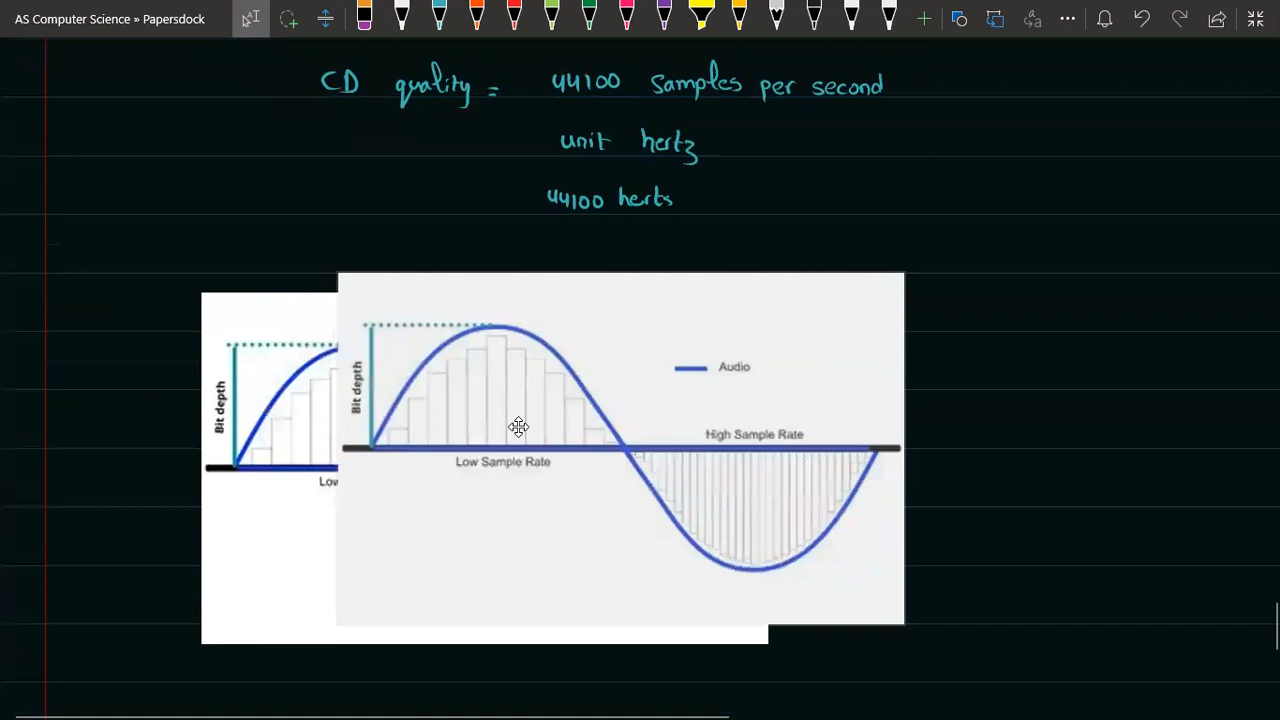 AS Computer Science » Papersdock
CD quality = 44100 samples per second
unit hertz
44100 herts
Bit depth
Low
Bit depth
Audio
High Sample Rate
Low Sample Rate